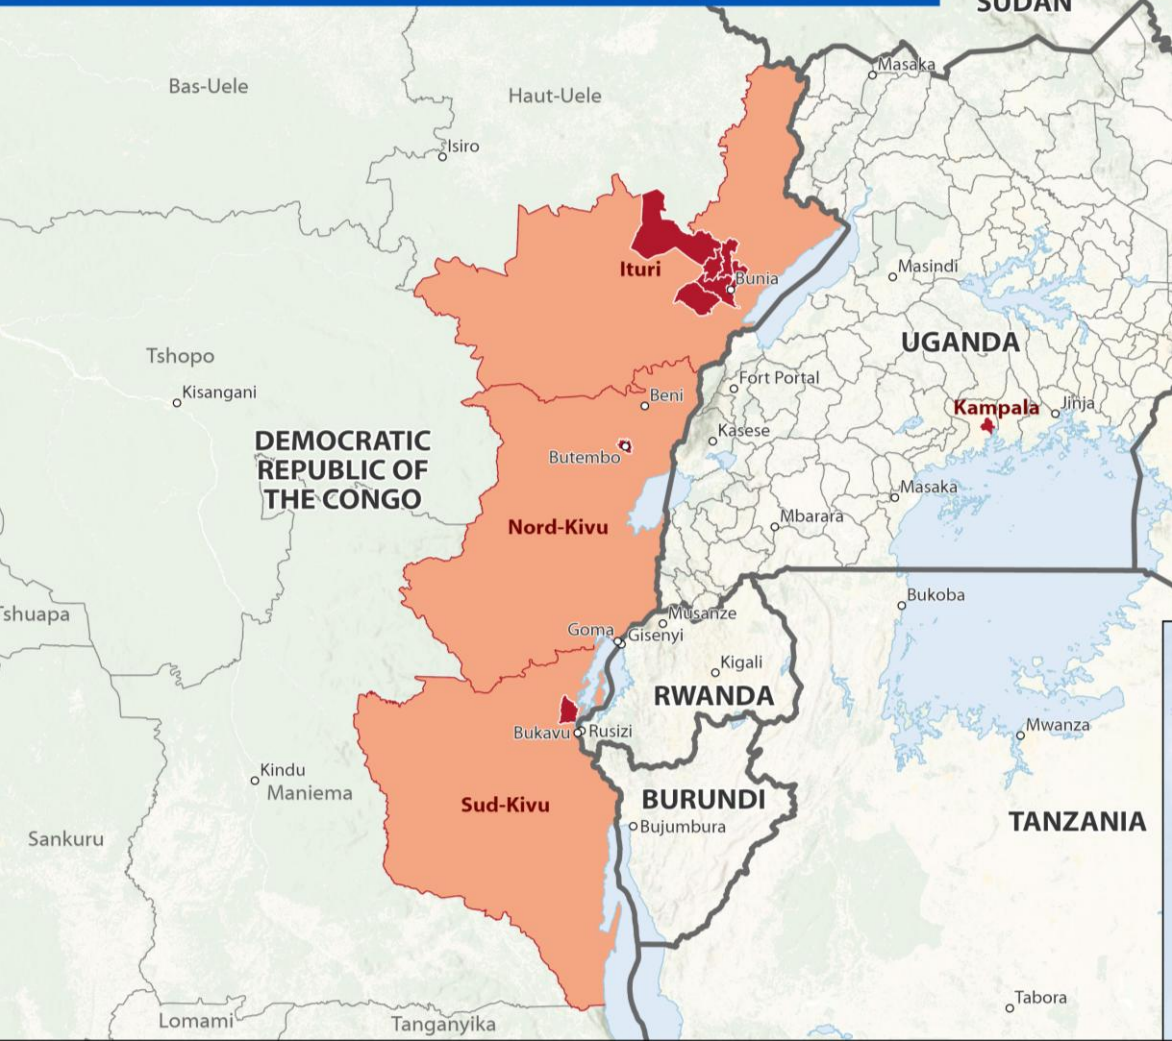 SUDAN
Masaka
Bas-Uele
Haut-Uele
Isiro
Ituri
Bunia
Masindi
UGANDA
Tshopo
Kisangani
Fort Portal
Beni
Kampala
Jinja
DEMOCRATIC
REPUBLIC OF
THE CONGO
Kasese
Butembo
Masaka
Mbarara
Nord-Kivu
Tshuapa
Bukoba
Musanze
Goma
Gisenyi
Kigali
RWANDA
Bukavu
Rusizi
Mwanza
Kindu
Maniema
Sud-Kivu
BURUNDI
Bujumbura
TANZANIA
Sankuru
Tabora
Lomami
Tanganyika